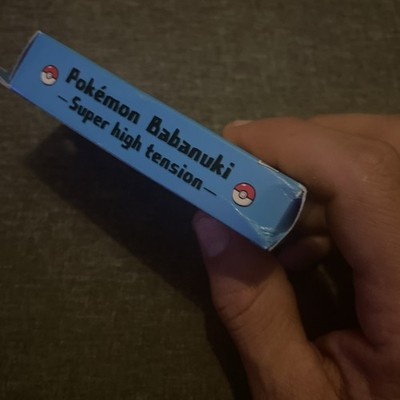 Pokémon Babanuki
—Super high tension—